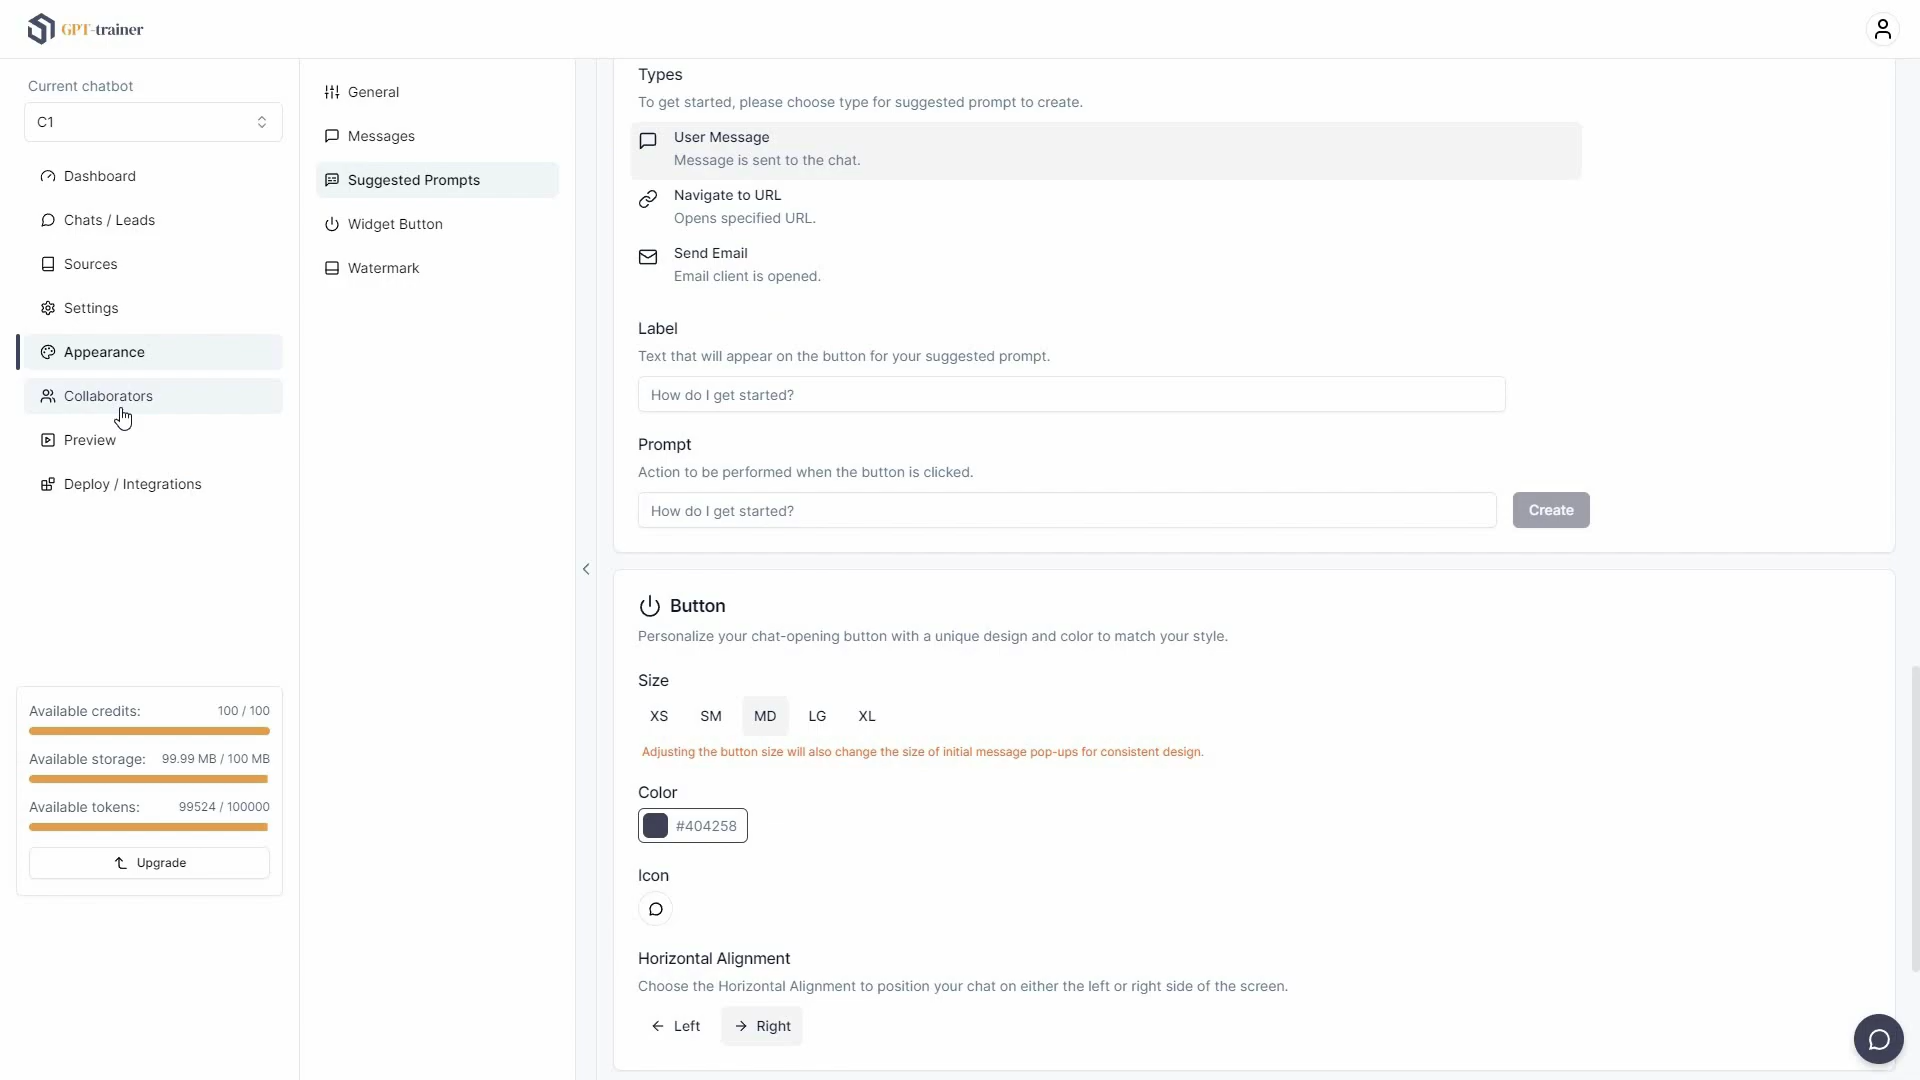 GPT-trainer
Current chatbot
C1
Dashboard
Chats / Leads
Sources
Settings
Appearance
Collaborators
Preview
Deploy / Integrations
Available credits: 100 / 100
Available storage: 99.99 MB / 100 MB
Available tokens: 99524 / 100000
Upgrade
General
Messages
Suggested Prompts
Widget Button
Watermark
Types
To get started, please choose type for suggested prompt to create.
User Message
Message is sent to the chat.
Navigate to URL
Opens specified URL.
Send Email
Email client is opened.
Label
Text that will appear on the button for your suggested prompt.
How do I get started?
Prompt
Action to be performed when the button is clicked.
How do I get started?
Create
Button
Personalize your chat-opening button with a unique design and color to match your style.
Size
XS SM MD LG XL
Adjusting the button size will also change the size of initial message pop-ups for consistent design.
Color
#404258
Icon
Horizontal Alignment
Choose the Horizontal Alignment to position your chat on either the left or right side of the screen.
Left Right